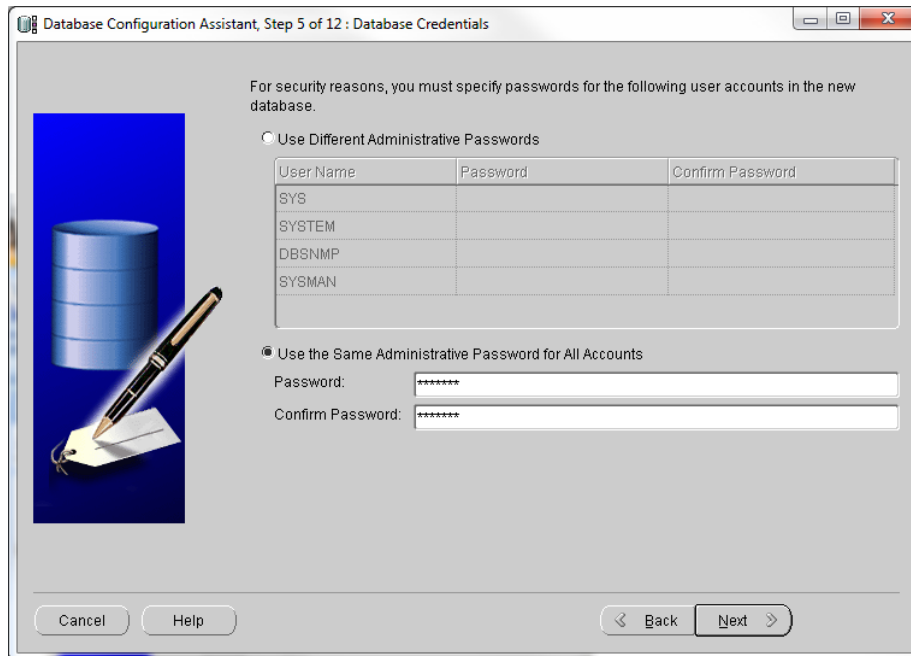 Database Configuration Assistant, Step 5 of 12 : Database Credentials
For security reasons, you must specify passwords for the following user accounts in the new
database.
Use Different Administrative Passwords
User Name Password Confirm Password
SYS
SYSTEM
DBSNMP
SYSMAN
Use the Same Administrative Password for All Accounts
Password: *******
Confirm Password: *******
Cancel Help Back Next